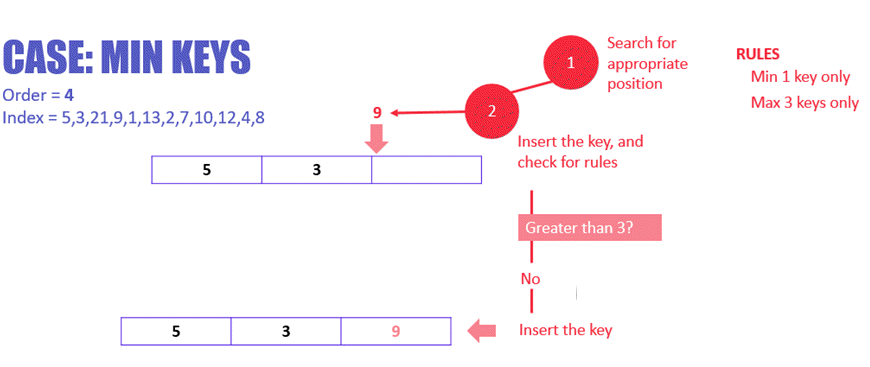 CASE: MIN KEYS
Order = 4
Index = 5,3,21,9,1,13,2,7,10,12,4,8
1
Search for
appropriate
position
RULES
Min 1 key only
Max 3 keys only
9
2
Insert the key, and
check for rules
5 3
Greater than 3?
No
5 3 9
Insert the key